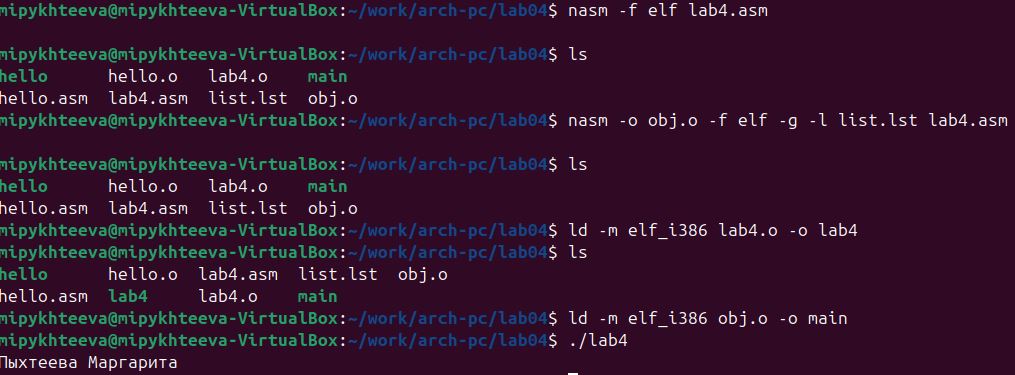 mipykhteeva@mipykhteeva-VirtualBox:~/work/arch-pc/lab04$ nasm -f elf lab4.asm
mipykhteeva@mipykhteeva-VirtualBox:~/work/arch-pc/lab04$ ls
hello hello.o lab4.o main
hello.asm lab4.asm list.lst obj.o
mipykhteeva@mipykhteeva-VirtualBox:~/work/arch-pc/lab04$ nasm -o obj.o -f elf -g -l list.lst lab4.asm
mipykhteeva@mipykhteeva-VirtualBox:~/work/arch-pc/lab04$ ls
hello hello.o lab4.o main
hello.asm lab4.asm list.lst obj.o
mipykhteeva@mipykhteeva-VirtualBox:~/work/arch-pc/lab04$ ld -m elf_i386 lab4.o -o lab4
mipykhteeva@mipykhteeva-VirtualBox:~/work/arch-pc/lab04$ ls
hello hello.o lab4.asm list.lst obj.o
hello.asm lab4 lab4.o main
mipykhteeva@mipykhteeva-VirtualBox:~/work/arch-pc/lab04$ ld -m elf_i386 obj.o -o main
mipykhteeva@mipykhteeva-VirtualBox:~/work/arch-pc/lab04$ ./lab4
Пыхтеева Маргарита